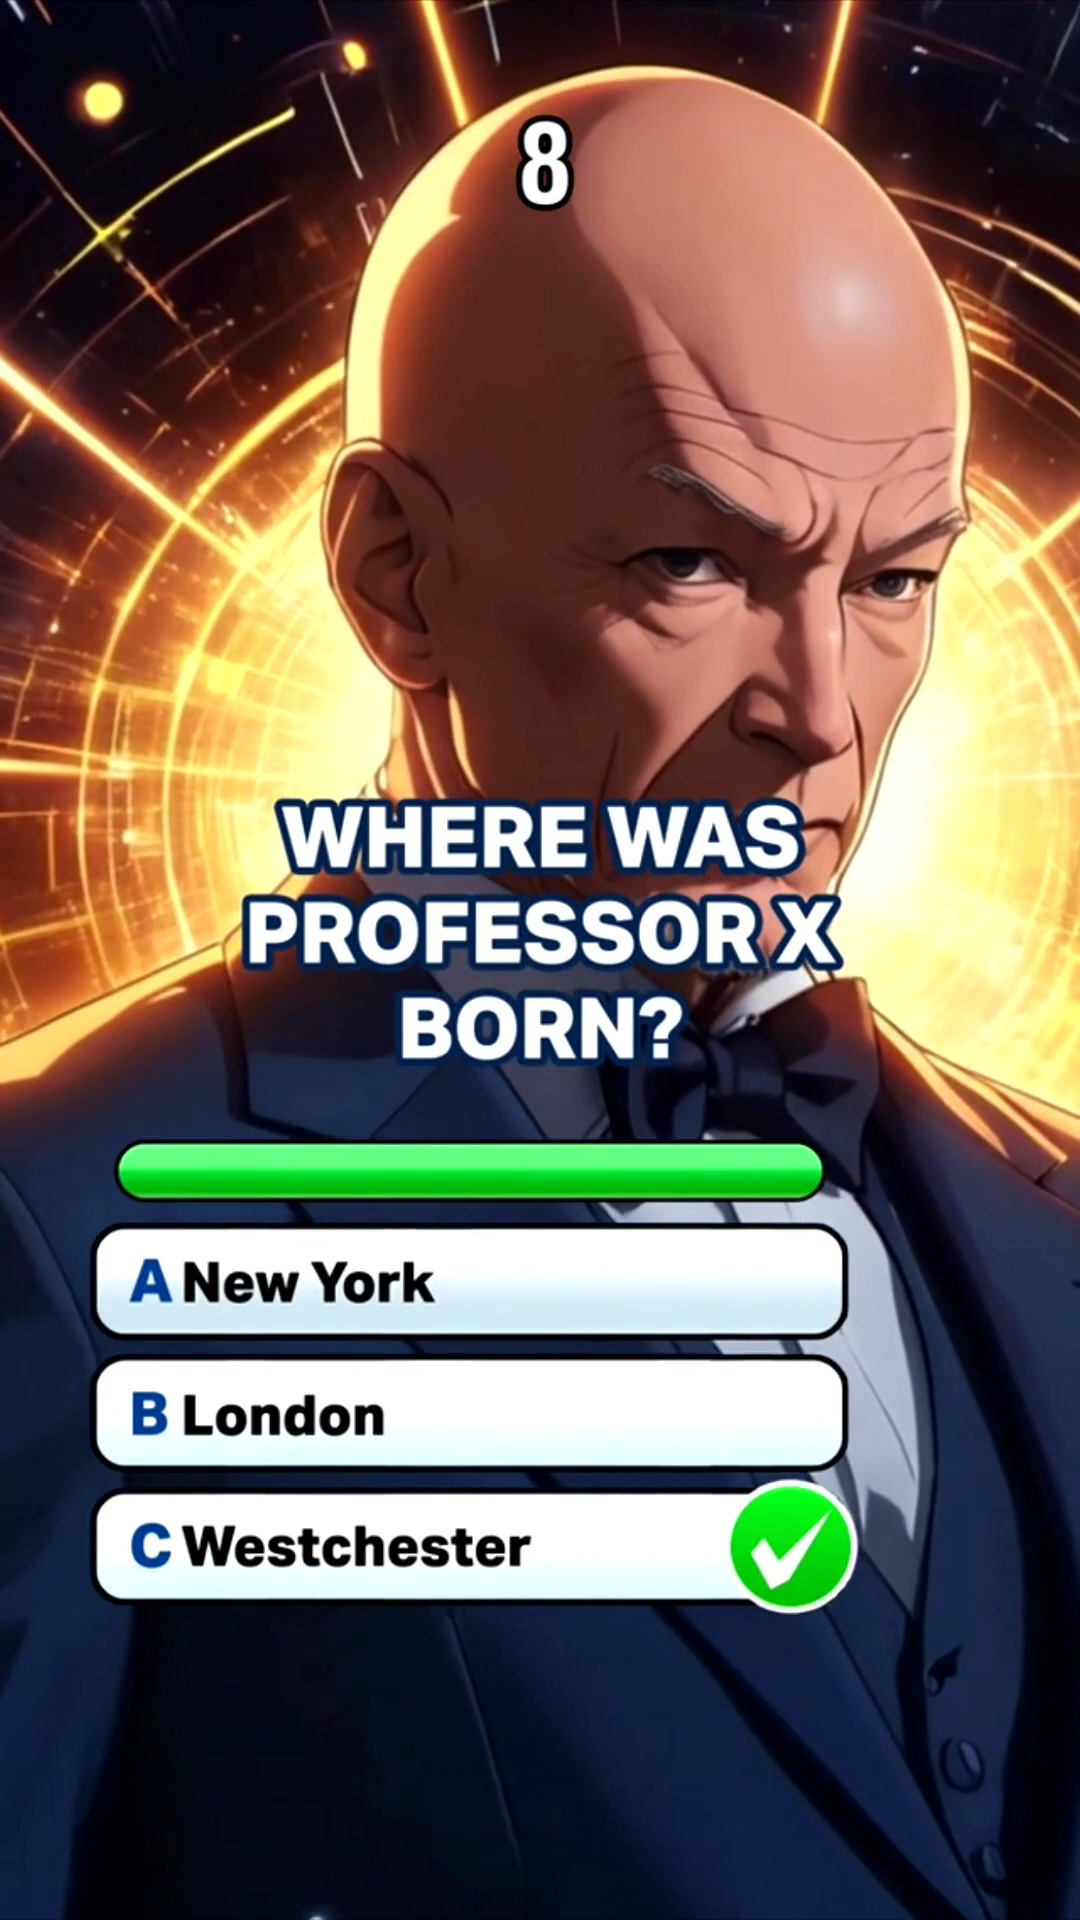 8
WHERE WAS
PROFESSOR X
BORN?
A New York
B London
C Westchester